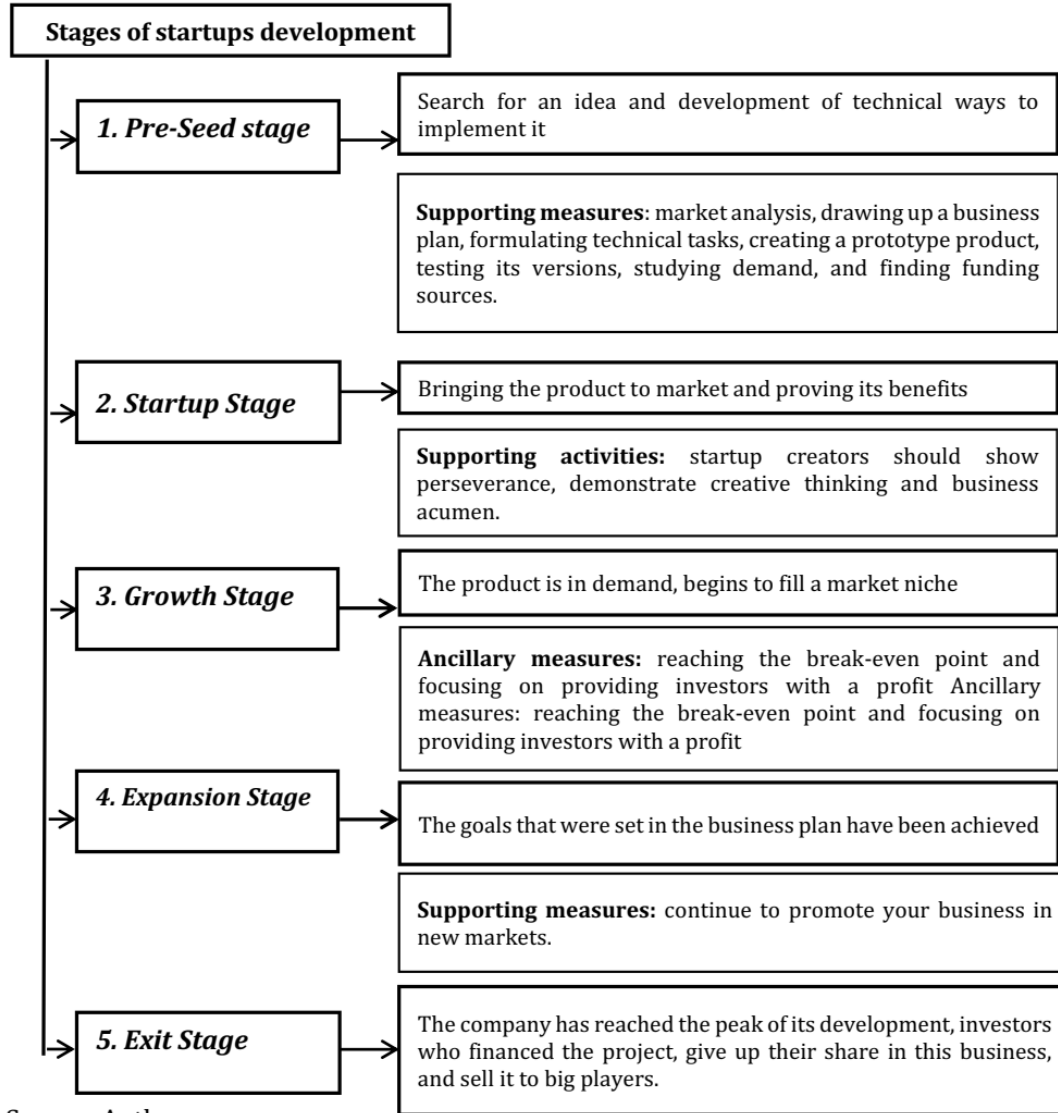 Stages of startups development
1. Pre-Seed stage
Search for an idea and development of technical ways to
implement it
Supporting measures: market analysis, drawing up a business
plan, formulating technical tasks, creating a prototype product,
testing its versions, studying demand, and finding funding
sources.
2. Startup Stage
Bringing the product to market and proving its benefits
Supporting activities: startup creators should show
perseverance, demonstrate creative thinking and business
acumen.
3. Growth Stage
The product is in demand, begins to fill a market niche
Ancillary measures: reaching the break-even point and
focusing on providing investors with a profit Ancillary
measures: reaching the break-even point and focusing on
providing investors with a profit
4. Expansion Stage
The goals that were set in the business plan have been achieved
Supporting measures: continue to promote your business in
new markets.
5. Exit Stage
The company has reached the peak of its development, investors
who financed the project, give up their share in this business,
and sell it to big players.